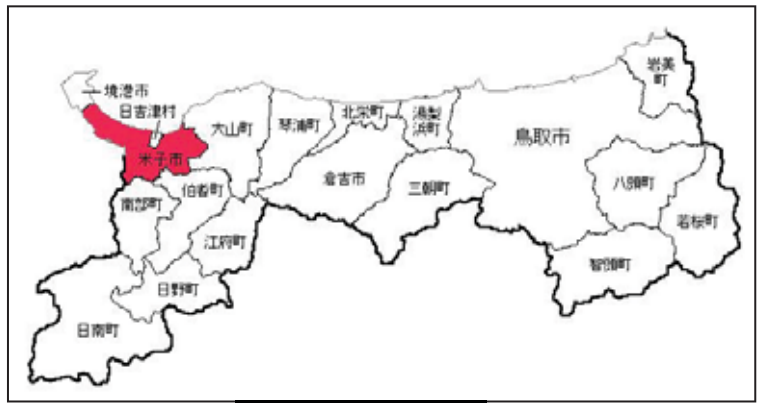 岩美
町
境港市
日吉津村
大山町
琴浦町
北栄町
湯梨
浜町
鳥取市
米子市
倉吉市
三朝町
八頭町
伯耆町
南部町
若桜町
江府町
智頭町
日野町
日南町